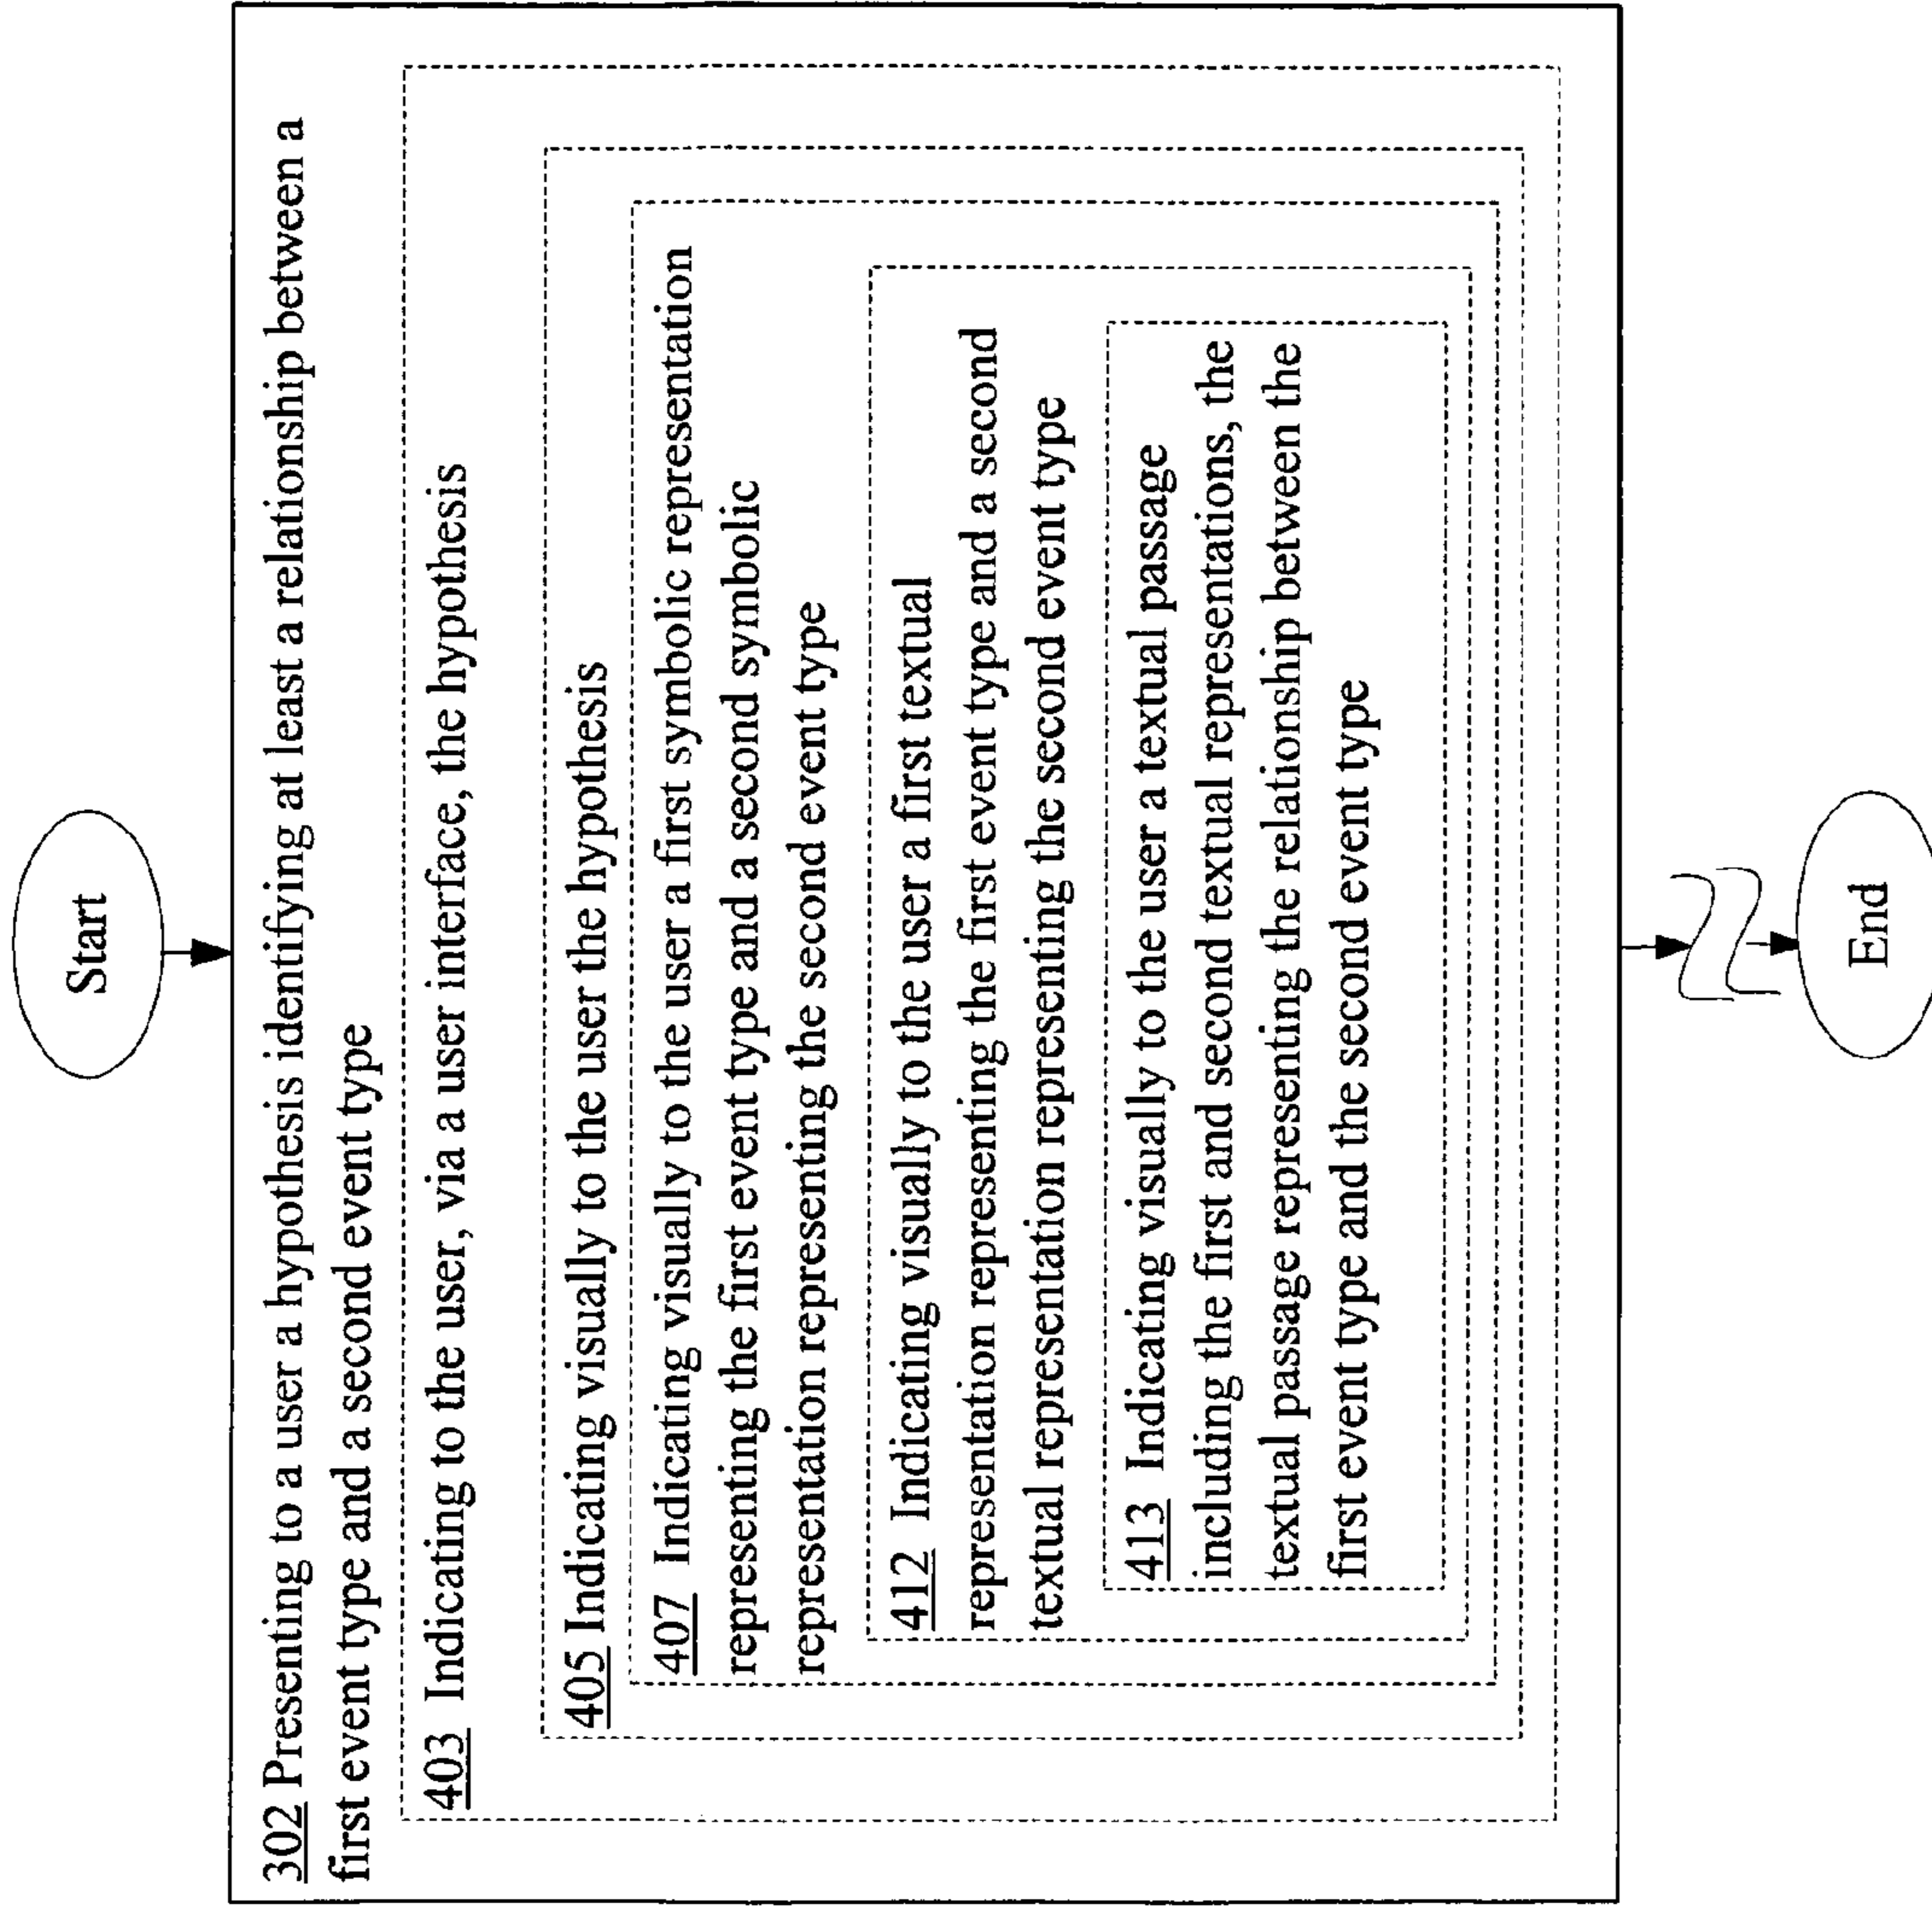 Start
302 Presenting to a user a hypothesis identifying at least a relationship between a
first event type and a second event type
403 Indicating to the user, via a user interface, the hypothesis
405 Indicating visually to the user the hypothesis
407 Indicating visually to the user a first symbolic representation
representing the first event type and a second symbolic
representation representing the second event type
412 Indicating visually to the user a first textual
representation representing the first event type and a second
textual representation representing the second event type
413 Indicating visually to the user a textual passage
including the first and second textual representations, the
textual passage representing the relationship between the
first event type and the second event type
End